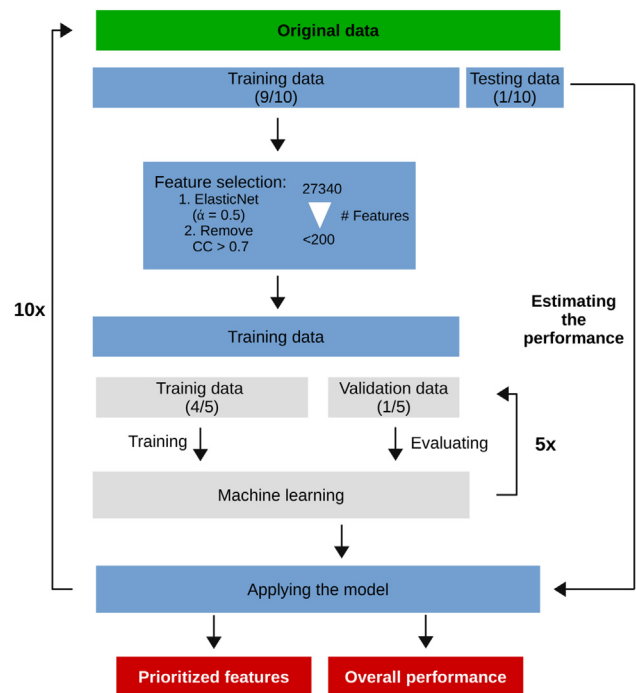 Original data
Training data
(9/10)
Testing data
(1/10)
Feature selection:
1. ElasticNet
(ά = 0.5)
2. Remove
CC > 0.7
27340
# Features
<200
10x
Estimating
the
performance
Training data
Trainig data
(4/5)
Validation data
(1/5)
Training
Evaluating
5x
Machine learning
Applying the model
Prioritized features
Overall performance